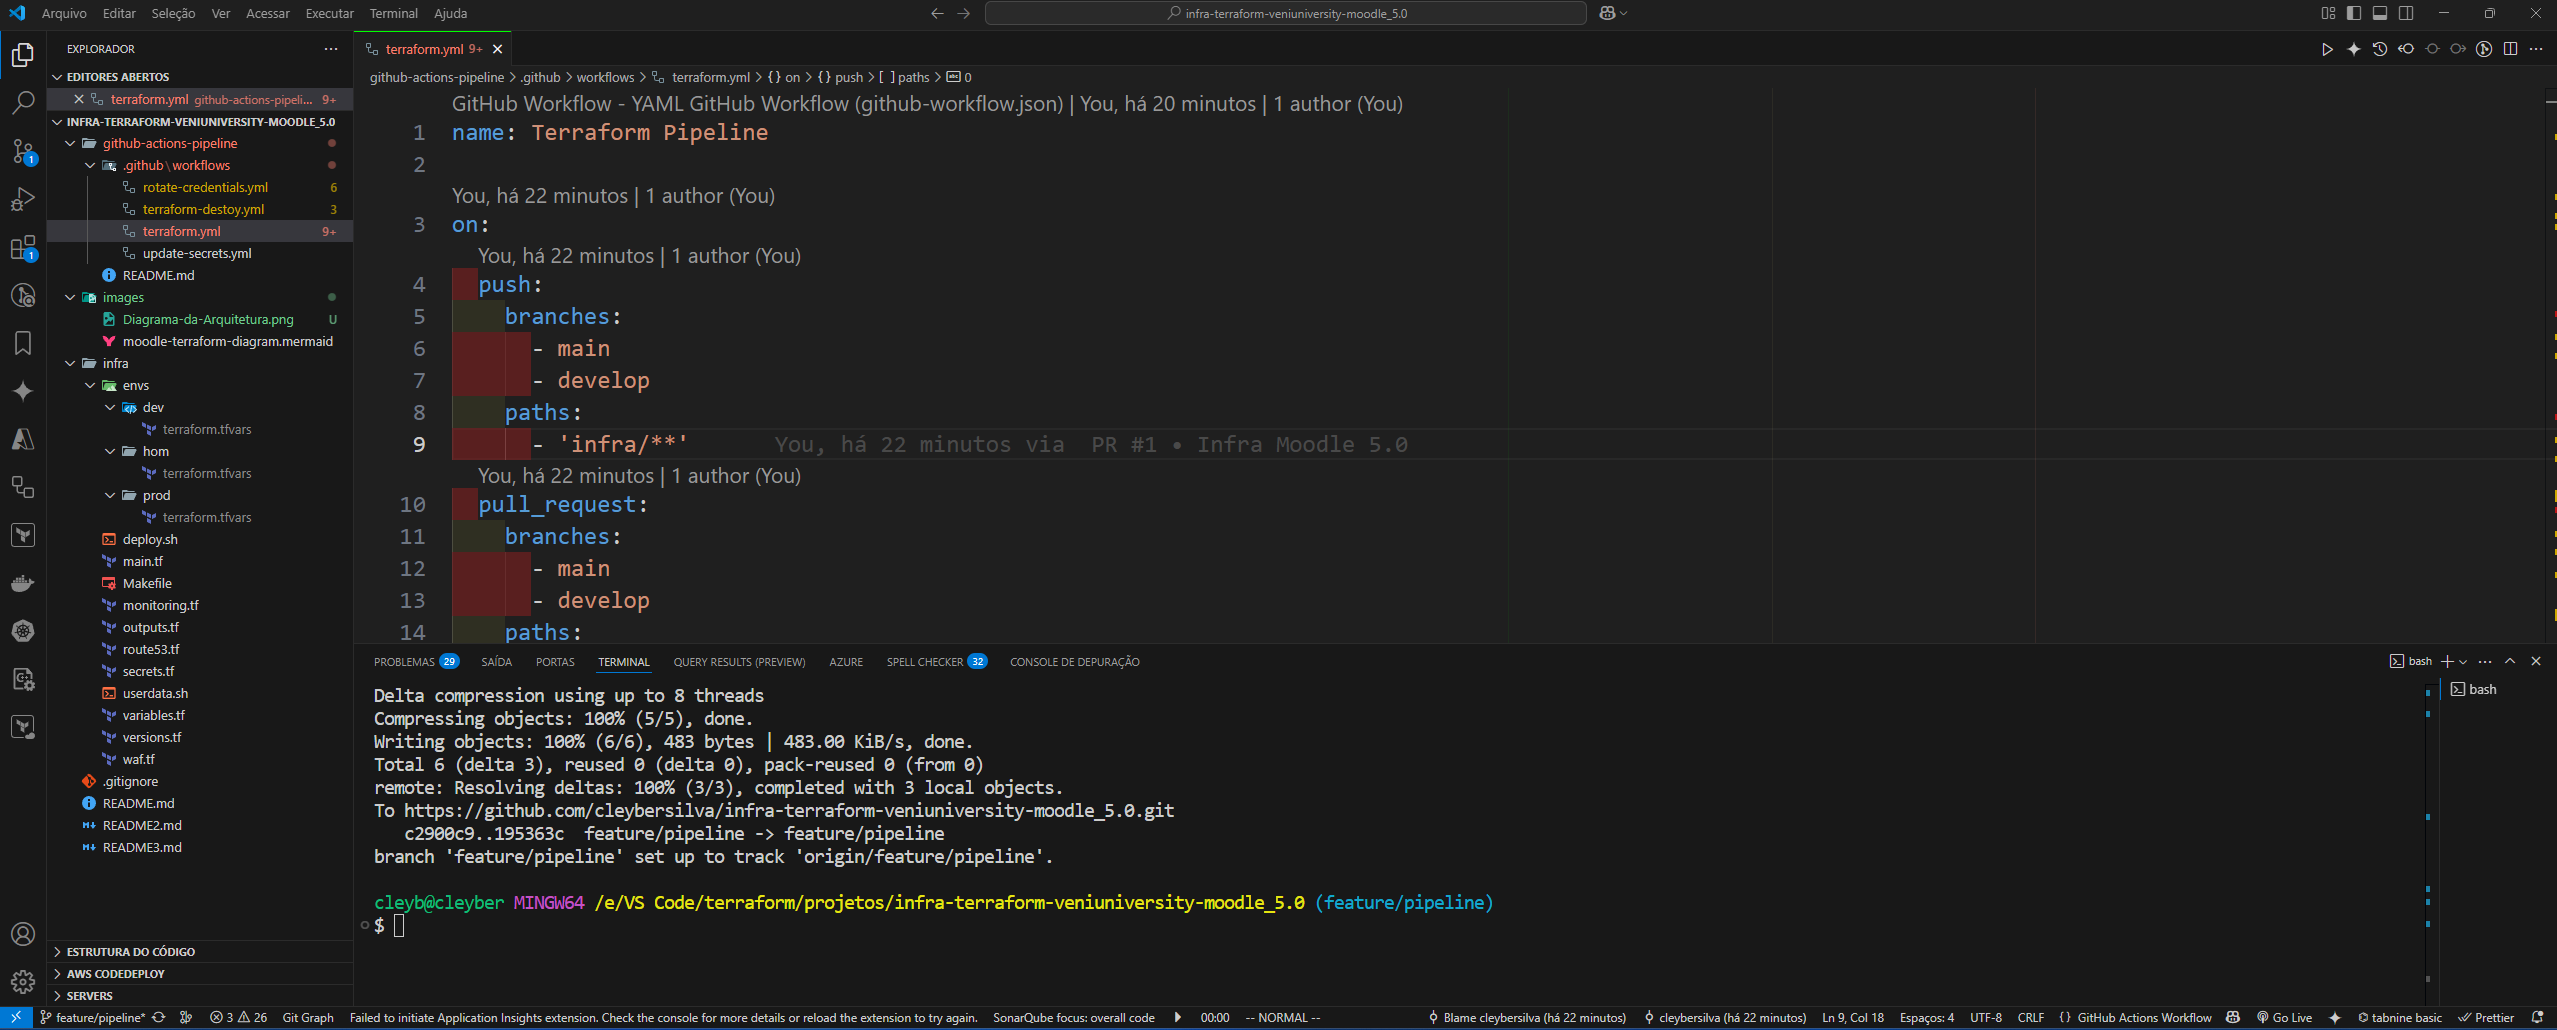 Arquivo Editar Seleção Ver Acessar Executar Terminal Ajuda
infra-terraform-veniuniversity-moodle_5.0
EXPLORADOR
EDITORES ABERTOS
terraform.yml github-actions-pipeli... 9+
INFRA-TERRAFORM-VENIUNIVERSITY-MOODLE_5.0
github-actions-pipeline
.github\workflows
rotate-credentials.yml 6
terraform-destoy.yml 3
terraform.yml 9+
update-secrets.yml
README.md
images
Diagrama-da-Arquitetura.png U
moodle-terraform-diagram.mermaid
infra
envs
dev
terraform.tfvars
hom
terraform.tfvars
prod
terraform.tfvars
deploy.sh
main.tf
Makefile
monitoring.tf
outputs.tf
route53.tf
secrets.tf
userdata.sh
variables.tf
versions.tf
waf.tf
.gitignore
README.md
README2.md
README3.md
ESTRUTURA DO CÓDIGO
AWS CODEDEPLOY
SERVERS
1
1
terraform.yml 9+
github-actions-pipeline > .github > workflows > terraform.yml > {} on > {} push > [ ] paths > abc 0
GitHub Workflow - YAML GitHub Workflow (github-workflow.json) | You, há 20 minutos | 1 author (You)
1 name: Terraform Pipeline
2
You, há 22 minutos | 1 author (You)
3 on:
You, há 22 minutos | 1 author (You)
4 push:
5 branches:
6 - main
7 - develop
8 paths:
9 - 'infra/**' You, há 22 minutos via PR #1 • Infra Moodle 5.0
You, há 22 minutos | 1 author (You)
10 pull_request:
11 branches:
12 - main
13 - develop
14 paths:
PROBLEMAS 29 SAÍDA PORTAS TERMINAL QUERY RESULTS (PREVIEW) AZURE SPELL CHECKER 32 CONSOLE DE DEPURAÇÃO
bash
bash
Delta compression using up to 8 threads
Compressing objects: 100% (5/5), done.
Writing objects: 100% (6/6), 483 bytes | 483.00 KiB/s, done.
Total 6 (delta 3), reused 0 (delta 0), pack-reused 0 (from 0)
remote: Resolving deltas: 100% (3/3), completed with 3 local objects.
To https://github.com/cleybersilva/infra-terraform-veniuniversity-moodle_5.0.git
c2900c9..195363c feature/pipeline -> feature/pipeline
branch 'feature/pipeline' set up to track 'origin/feature/pipeline'.
cleyb@cleyber MINGW64 /e/VS Code/terraform/projetos/infra-terraform-veniuniversity-moodle_5.0 (feature/pipeline)
$
feature/pipeline* 3 26 Git Graph Failed to initiate Application Insights extension. Check the console for more details or reload the extension to try again. SonarQube focus: overall code 00:00 -- NORMAL -- Blame cleybersilva (há 22 minutos) cleybersilva (há 22 minutos) Ln 9, Col 18 Espaços: 4 UTF-8 CRLF {} GitHub Actions Workflow Go Live tabnine basic Prettier